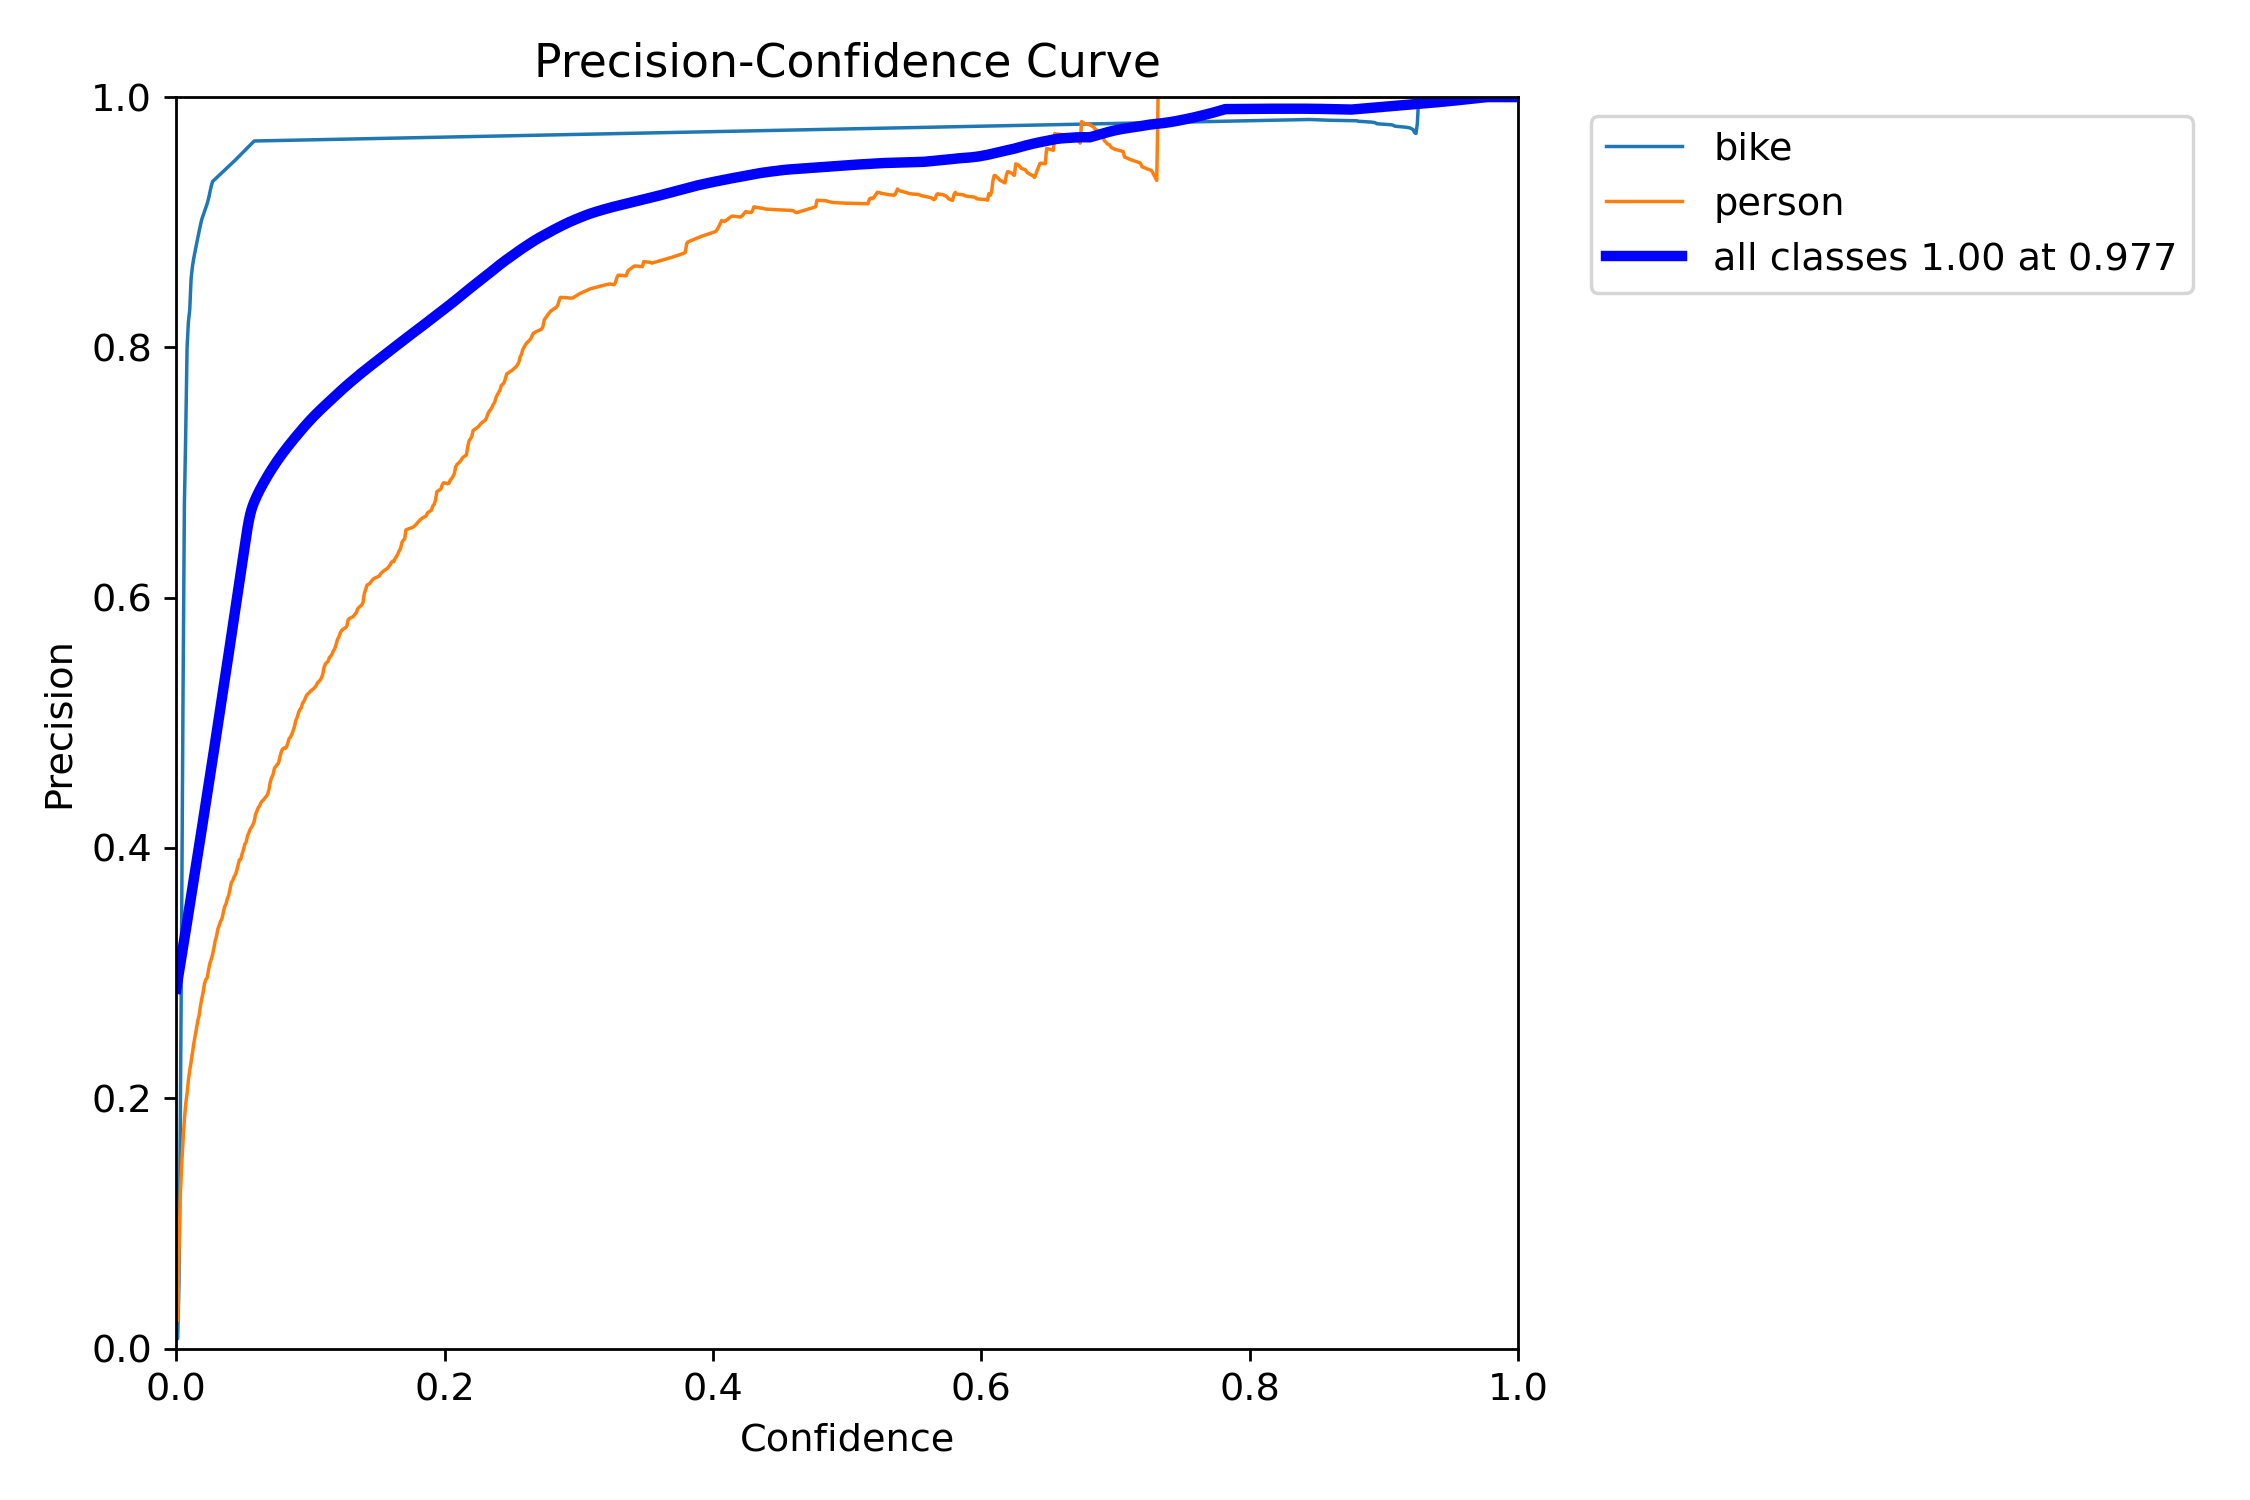 Precision-Confidence Curve
1.0
0.8
0.6
0.4
0.2
0.0
Precision
0.0 0.2 0.4 0.6 0.8 1.0
Confidence
bike
person
all classes 1.00 at 0.977